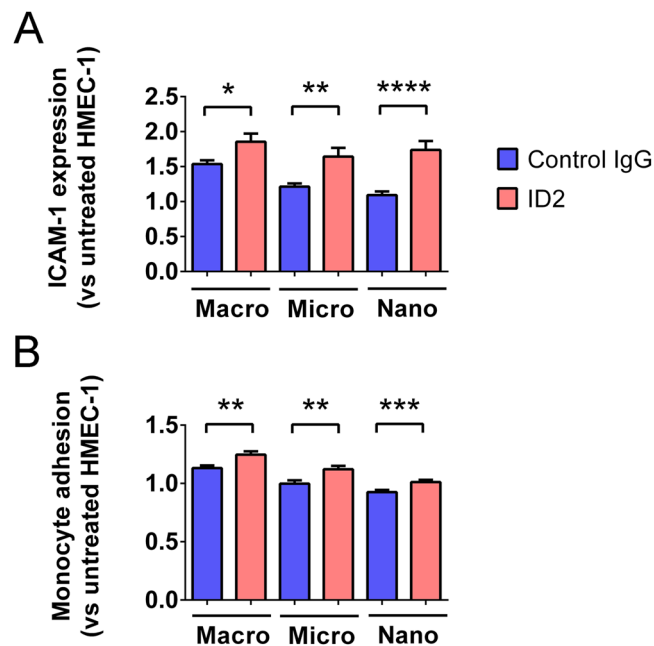 A
ICAM-1 expression
(vs untreated HMEC-1)
2.5
2.0
1.5
1.0
0.5
0.0
*
**
****
Macro
Micro
Nano
Control IgG
ID2
B
Monocyte adhesion
(vs untreated HMEC-1)
1.5
1.0
0.5
0.0
**
**
***
Macro
Micro
Nano